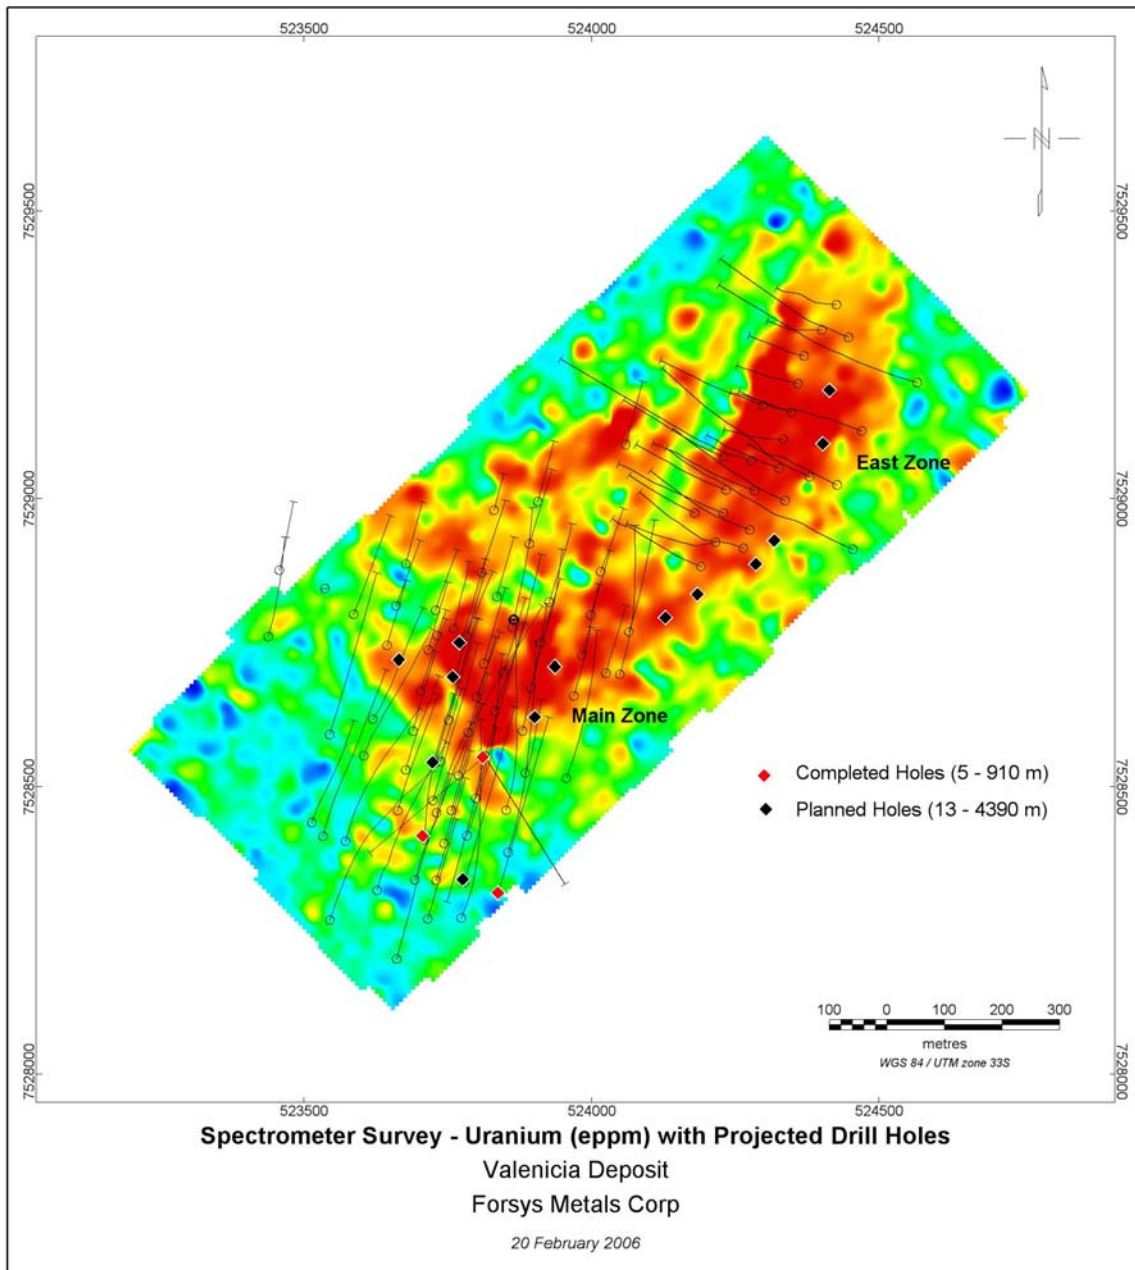 523500 524000 524500
7529500 7529500
N
East Zone
7529000 7529000
Main Zone
Completed Holes (5 - 910 m)
Planned Holes (13 - 4390 m)
7528500 7528500
100 0 100 200 300
metres
WGS 84 / UTM zone 33S
7528000 7528000
523500 524000 524500
Spectrometer Survey - Uranium (eppm) with Projected Drill Holes
Valenicia Deposit
Forsys Metals Corp
20 February 2006